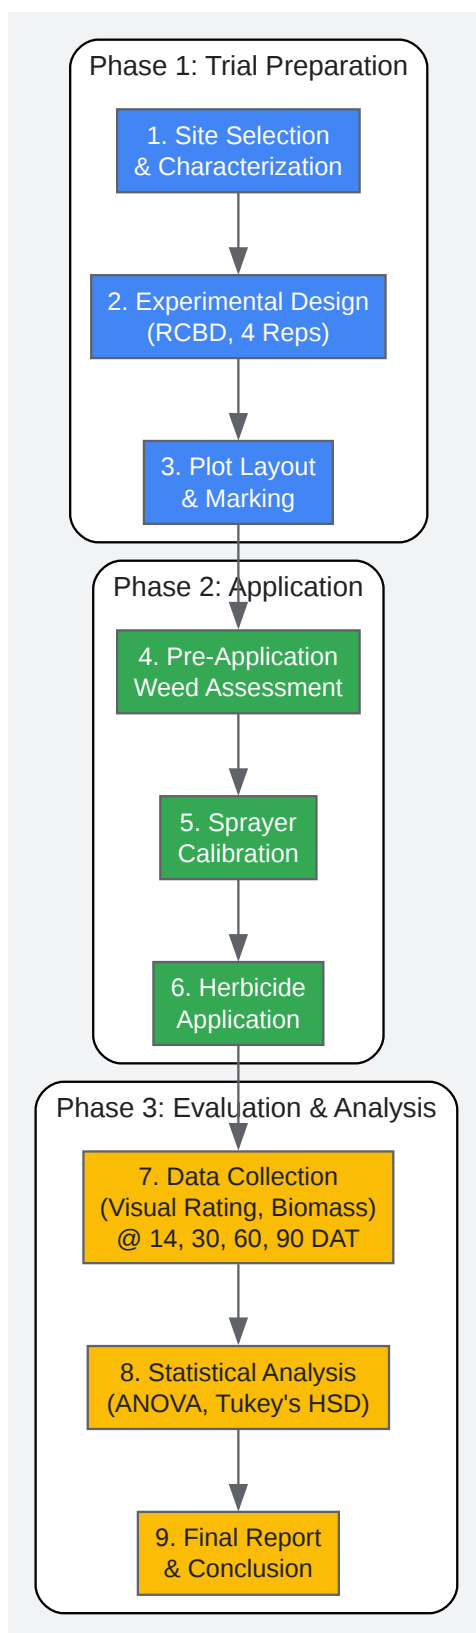 Phase 1: Trial Preparation
1. Site Selection
& Characterization
2. Experimental Design
(RCBD, 4 Reps)
3. Plot Layout
& Marking
Phase 2: Application
4. Pre-Application
Weed Assessment
5. Sprayer
Calibration
6. Herbicide
Application
Phase 3: Evaluation & Analysis
7. Data Collection
(Visual Rating, Biomass)
@ 14, 30, 60, 90 DAT
8. Statistical Analysis
(ANOVA, Tukey's HSD)
9. Final Report
& Conclusion